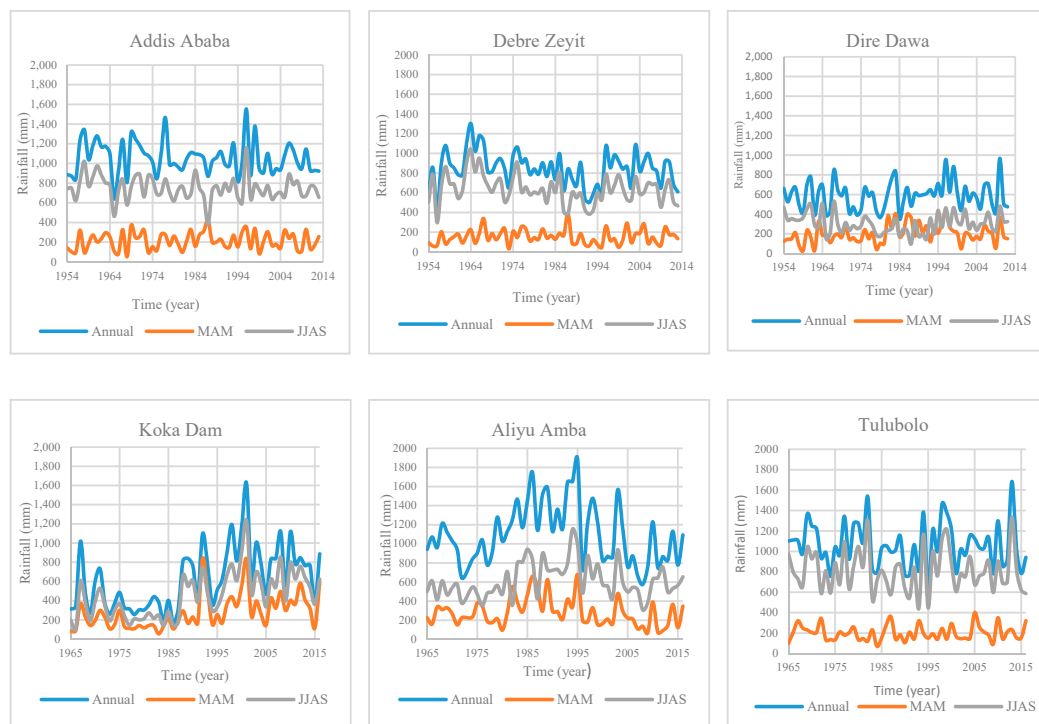 Addis Ababa
2,000
1,800
1,600
1,400
1,200
1,000
800
600
400
200
0
Rainfall (mm)
1954 1964 1974 1984 1994 2004 2014
Time (year)
Annual MAM JJAS
Debre Zeyit
2000
1800
1600
1400
1200
1000
800
600
400
200
0
Rainfall (mm)
1954 1964 1974 1984 1994 2004 2014
Time (year)
Annual MAM JJAS
Dire Dawa
2,000
1,800
1,600
1,400
1,200
1,000
800
600
400
200
0
Rainfall (mm)
1954 1964 1974 1984 1994 2004 2014
Time (year)
Annual MAM JJAS
Koka Dam
2,000
1,800
1,600
1,400
1,200
1,000
800
600
400
200
0
Rainfall (mm)
1965 1975 1985 1995 2005 2015
Time (year)
Annual MAM JJAS
Aliyu Amba
2000
1800
1600
1400
1200
1000
800
600
400
200
0
Rainfall (mm)
1965 1975 1985 1995 2005 2015
Time (year)
Annual MAM JJAS
Tulubolo
2000
1800
1600
1400
1200
1000
800
600
400
200
0
Rainfall (mm)
1965 1975 1985 1995 2005 2015
Time (year)
Annual MAM JJAS